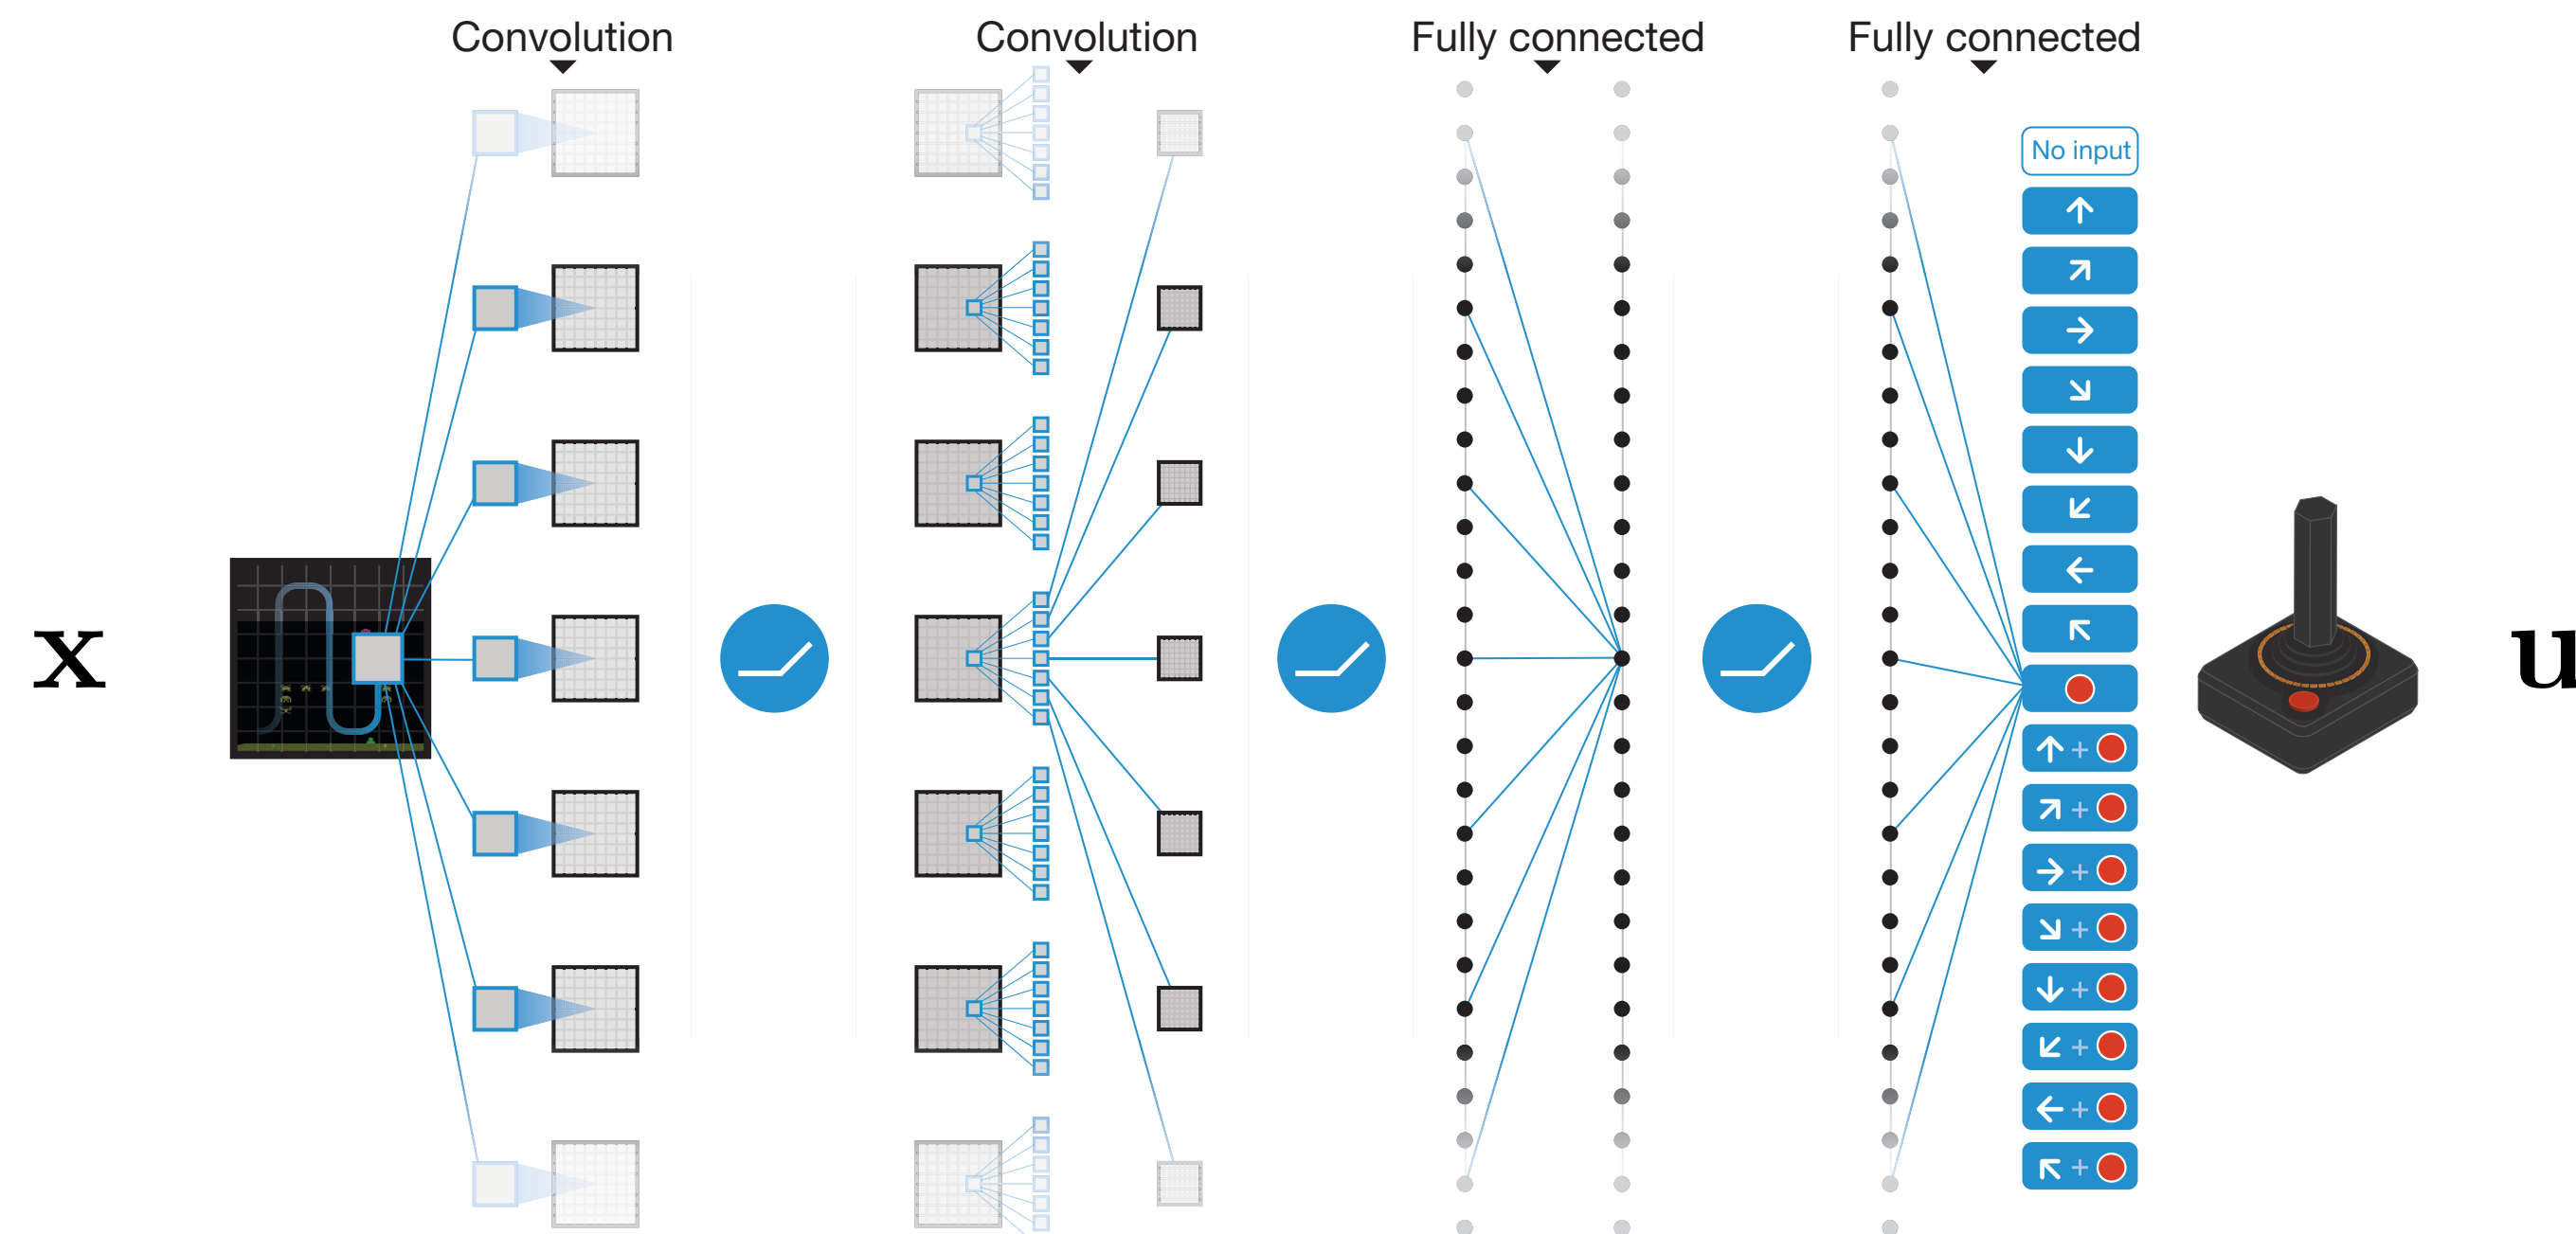 Convolution
Convolution
Fully connected
Fully connected
No input
x
u
+
+
+
+
+
+
+
+